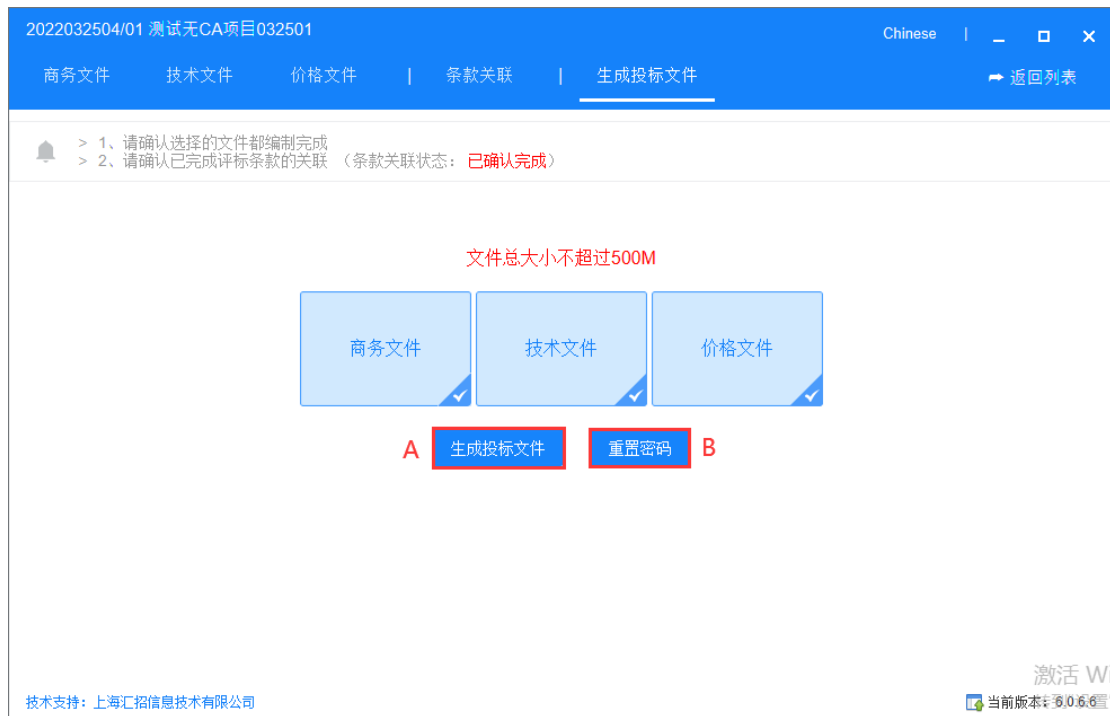 2022032504/01 测试无CA项目032501
Chinese | _ □ ×
商务文件 技术文件 价格文件 | 条款关联 | 生成投标文件 返回列表
> 1、请确认选择的文件都编制完成
> 2、请确认已完成评标条款的关联 （条款关联状态：已确认完成）
文件总大小不超过500M
商务文件 技术文件 价格文件
A 生成投标文件 重置密码 B
激活 Wi
技术支持：上海汇招信息技术有限公司 当前版本：6.0.6.6